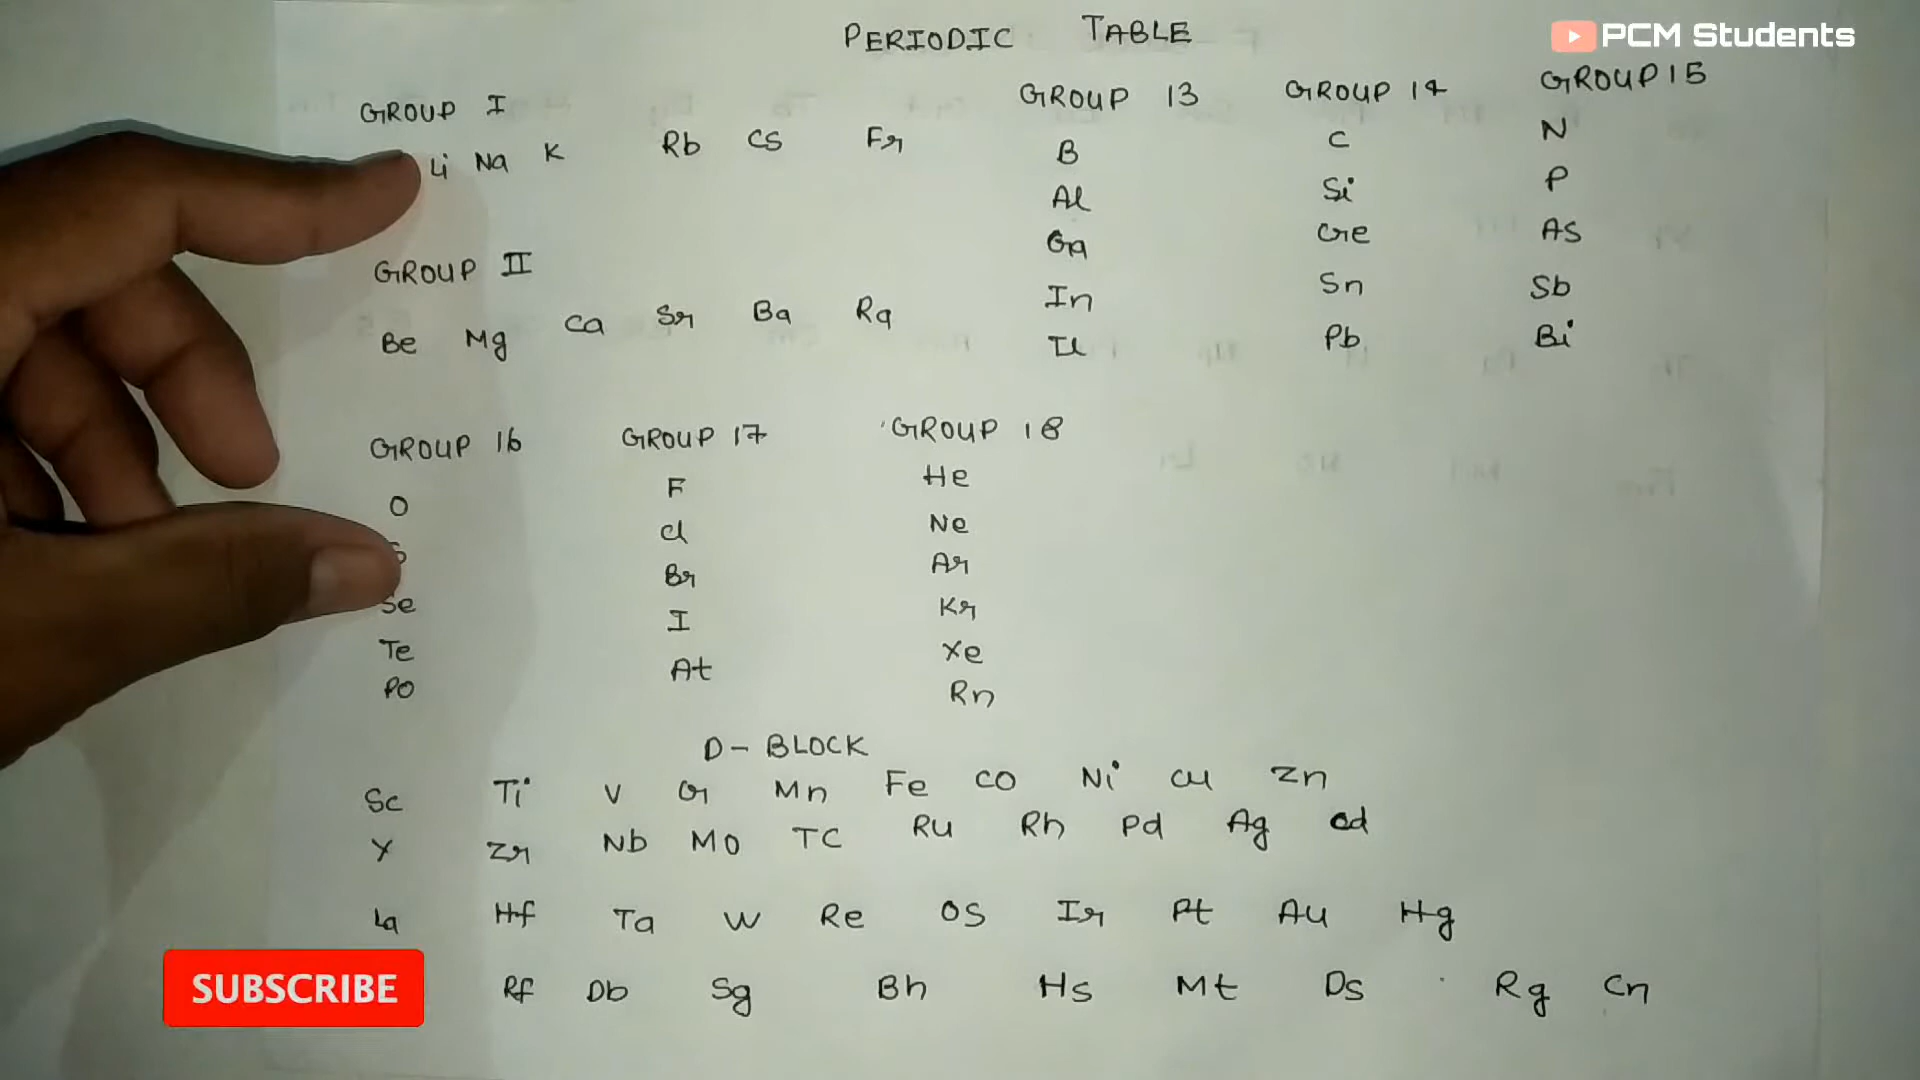 PERIODIC TABLE
PCM Students
GROUP I
Li Na K Rb Cs Fr
GROUP II
Be Mg Ca Sr Ba Ra
GROUP 13
B
Al
Ga
In
Tl
GROUP 14
C
Si
Ge
Sn
Pb
GROUP 15
N
P
As
Sb
Bi
GROUP 16
O
S
Se
Te
Po
GROUP 17
F
Cl
Br
I
At
GROUP 18
He
Ne
Ar
Kr
Xe
Rn
D-BLOCK
Sc Ti V Cr Mn Fe CO Ni Cu Zn
Y Zr Nb MO TC Ru Rh Pd Ag Cd
La Hf Ta W Re OS Ir Pt Au Hg
Rf Db Sg Bh Hs Mt Ds Rg Cn
SUBSCRIBE